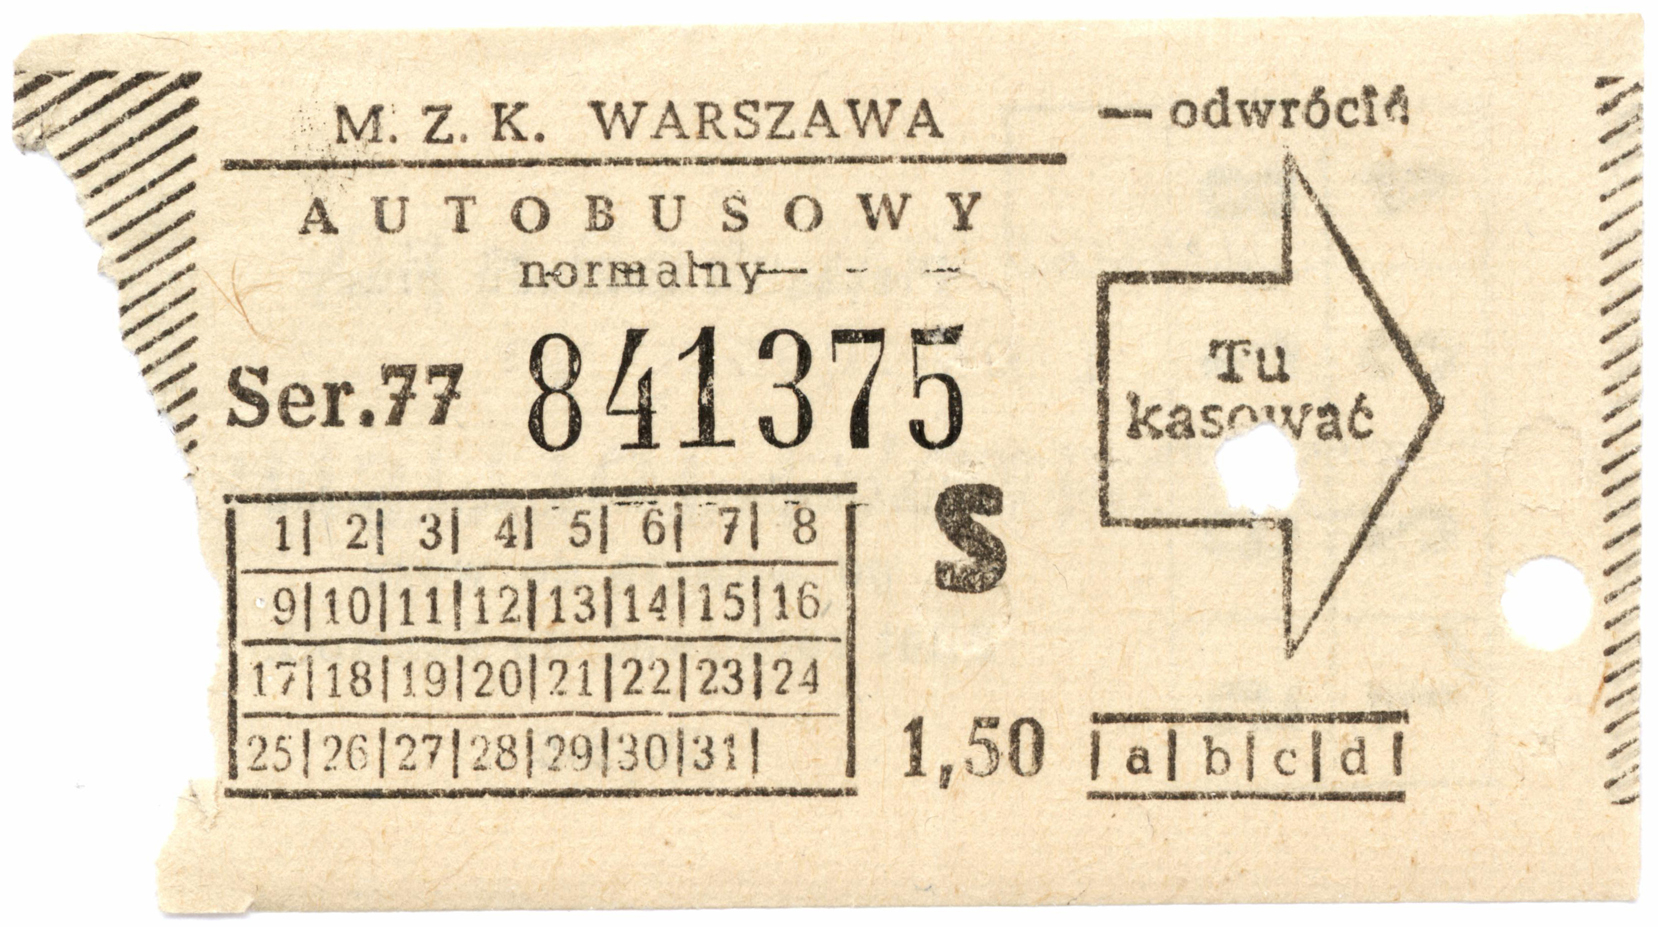 M. Z. K. WARSZAWA
— odwrócić
AUTOBUSOWY
normalny
Ser.77 841375
Tu
kasować
1| 2| 3| 4| 5| 6| 7| 8
9|10|11|12|13|14|15|16
17|18|19|20|21|22|23|24
25|26|27|28|29|30|31|
S
1,50
|a|b|c|d|